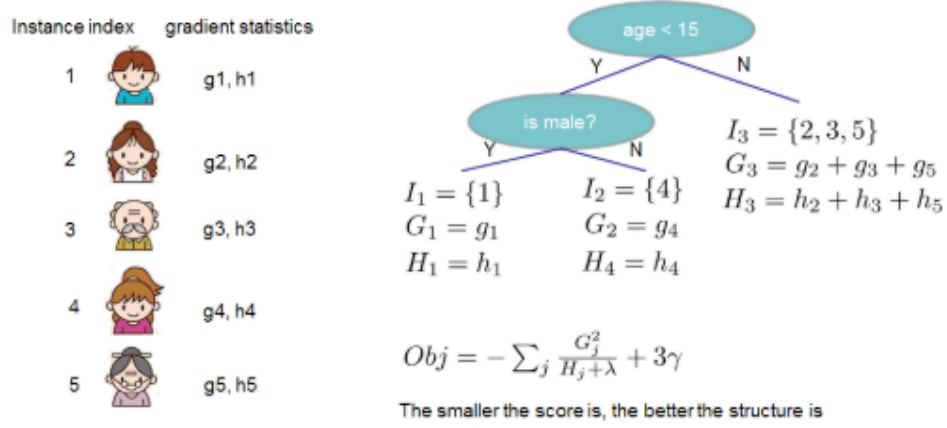 Instance index gradient statistics
1 g1, h1
2 g2, h2
3 g3, h3
4 g4, h4
5 g5, h5
age < 15
Y N
is male?
Y N
I₁ = {1}
G₁ = g₁
H₁ = h₁
I₂ = {4}
G₂ = g₄
H₄ = h₄
I₃ = {2, 3, 5}
G₃ = g₂ + g₃ + g₅
H₃ = h₂ + h₃ + h₅
Obj = − ∑ⱼ Gⱼ² / (Hⱼ+λ) + 3γ
The smaller the score is, the better the structure is